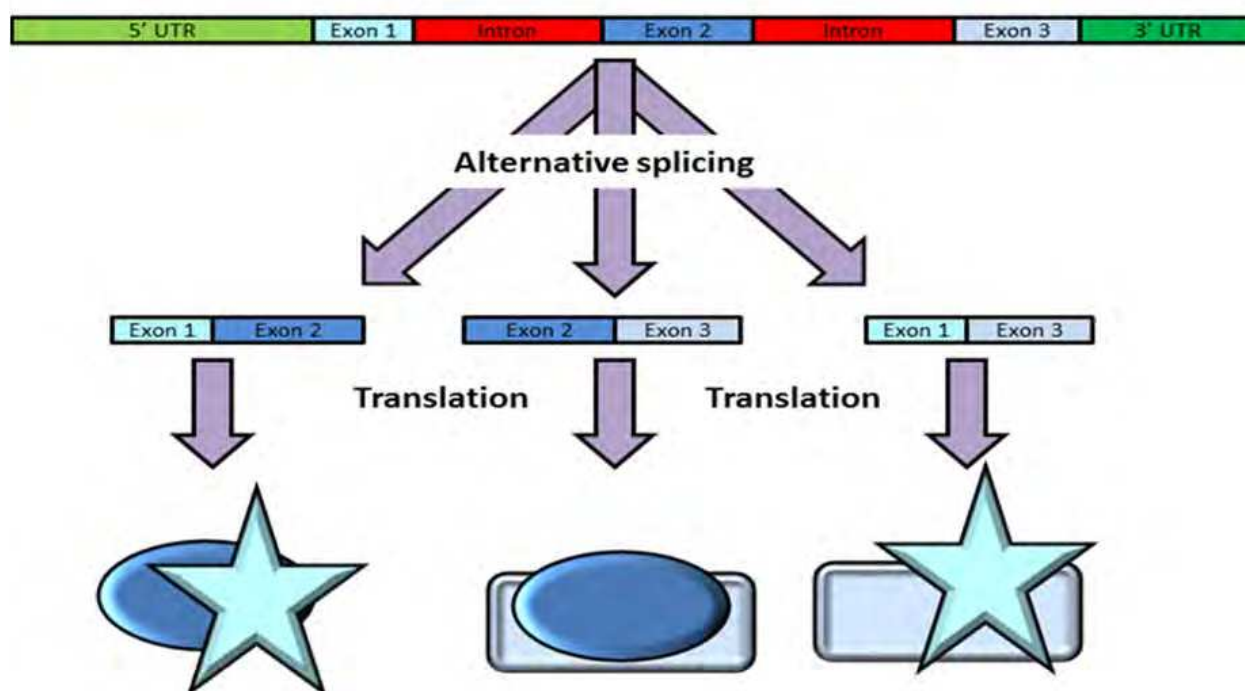 5' UTR Exon 1 Intron Exon 2 Intron Exon 3 3' UTR
Alternative splicing
Exon 1 Exon 2 Exon 2 Exon 3 Exon 1 Exon 3
Translation Translation